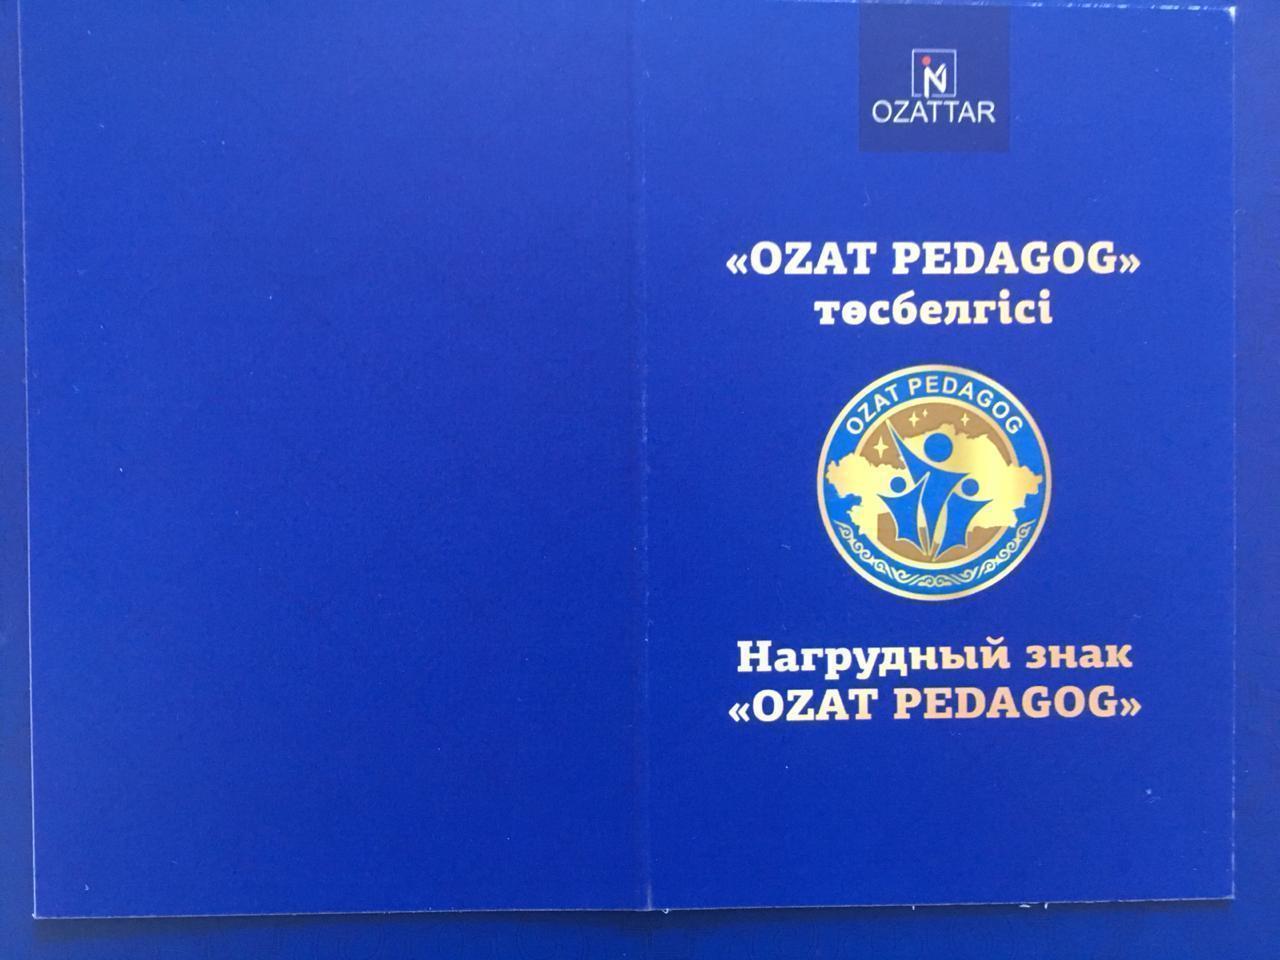 OZATTAR
«OZAT PEDAGOG»
төсбелгісі
OZAT PEDAGOG
Нагрудный знак
«OZAT PEDAGOG»